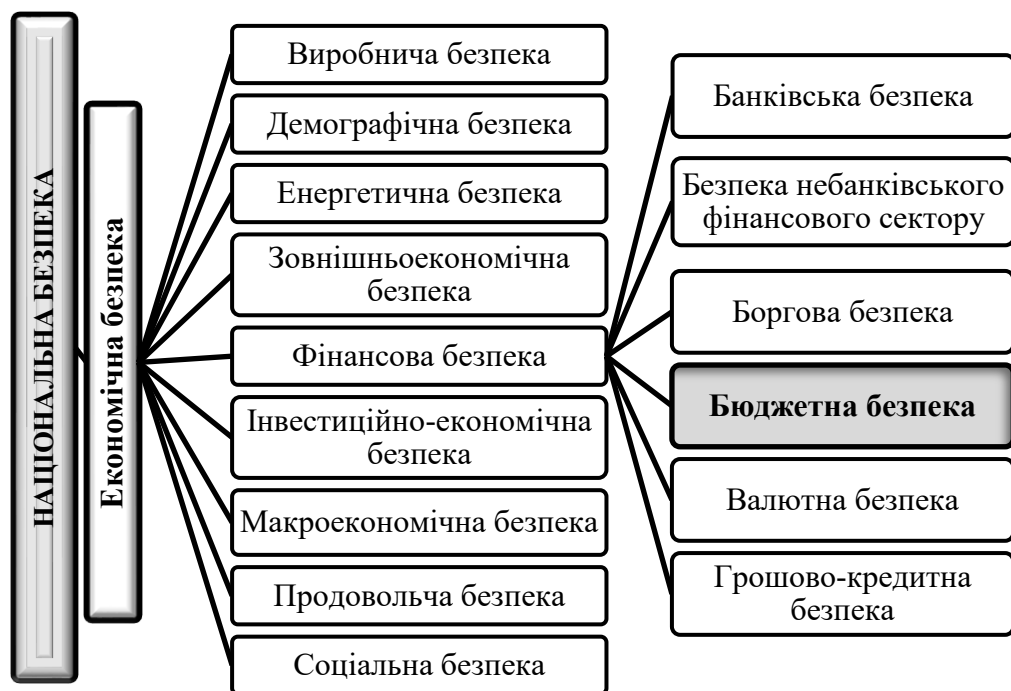 НАЦІОНАЛЬНА БЕЗПЕКА
Економічна безпека
Виробнича безпека
Демографічна безпека
Енергетична безпека
Зовнішньоекономічна
безпека
Фінансова безпека
Інвестиційно-економічна
безпека
Макроекономічна безпека
Продовольча безпека
Соціальна безпека
Банківська безпека
Безпека небанківського
фінансового сектору
Боргова безпека
Бюджетна безпека
Валютна безпека
Грошово-кредитна
безпека